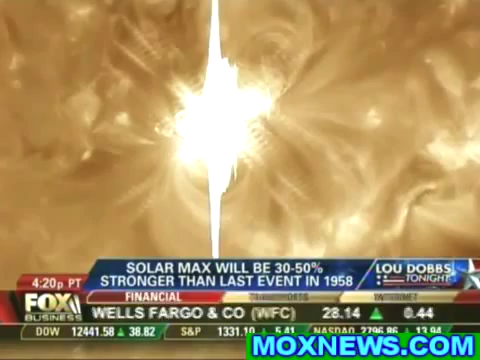 4:20p PT
SOLAR MAX WILL BE 30-50%
STRONGER THAN LAST EVENT IN 1958
LOU DOBBS
TONIGHT
FOX
BUSINESS
FINANCIAL
INTERNET
WELLS FARGO & CO (WFC) 28.14 ▲ 0.44
DOW 12441.58 ▲ 38.82 S&P 1331.10 ▲ 5.41 NASDAQ 2796.86 ▲ 13.94
MOXNEWS.COM